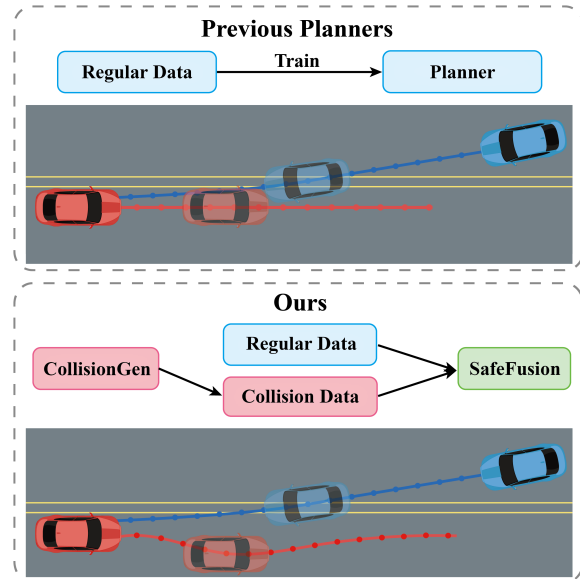 Previous Planners
Regular Data
Train
Planner
Ours
Regular Data
CollisionGen
SafeFusion
Collision Data